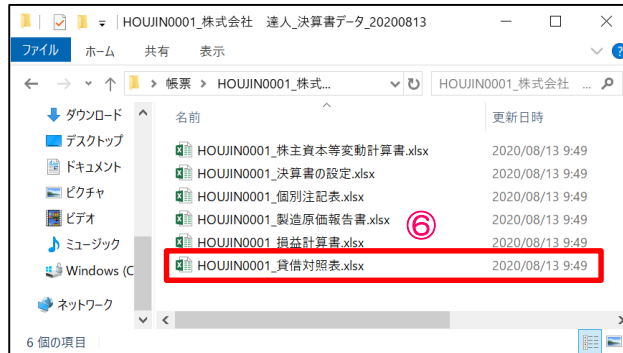 HOUJIN0001_株式会社　達人_決算書データ_20200813
ファイル ホーム 共有 表示
帳票 > HOUJIN0001_株式... HOUJIN0001_株式会社 ...
名前 更新日時
ダウンロード
デスクトップ
ドキュメント
ピクチャ
ビデオ
ミュージック
Windows (C
ネットワーク
HOUJIN0001_株主資本等変動計算書.xlsx 2020/08/13 9:49
HOUJIN0001_決算書の設定.xlsx 2020/08/13 9:49
HOUJIN0001_個別注記表.xlsx 2020/08/13 9:49
HOUJIN0001_製造原価報告書.xlsx 2020/08/13 9:49
HOUJIN0001_損益計算書.xlsx 2020/08/13 9:49
HOUJIN0001_貸借対照表.xlsx 2020/08/13 9:49
⑥
6 個の項目